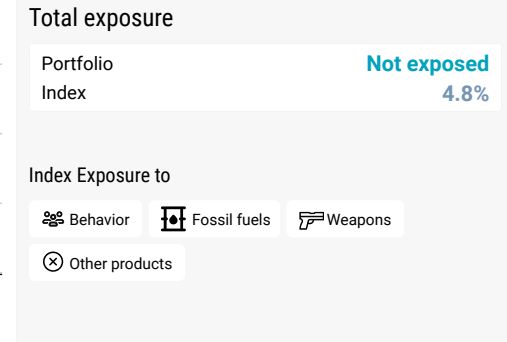 Total exposure
Portfolio Not exposed
Index 4.8%
Index Exposure to
Behavior Fossil fuels Weapons
Other products